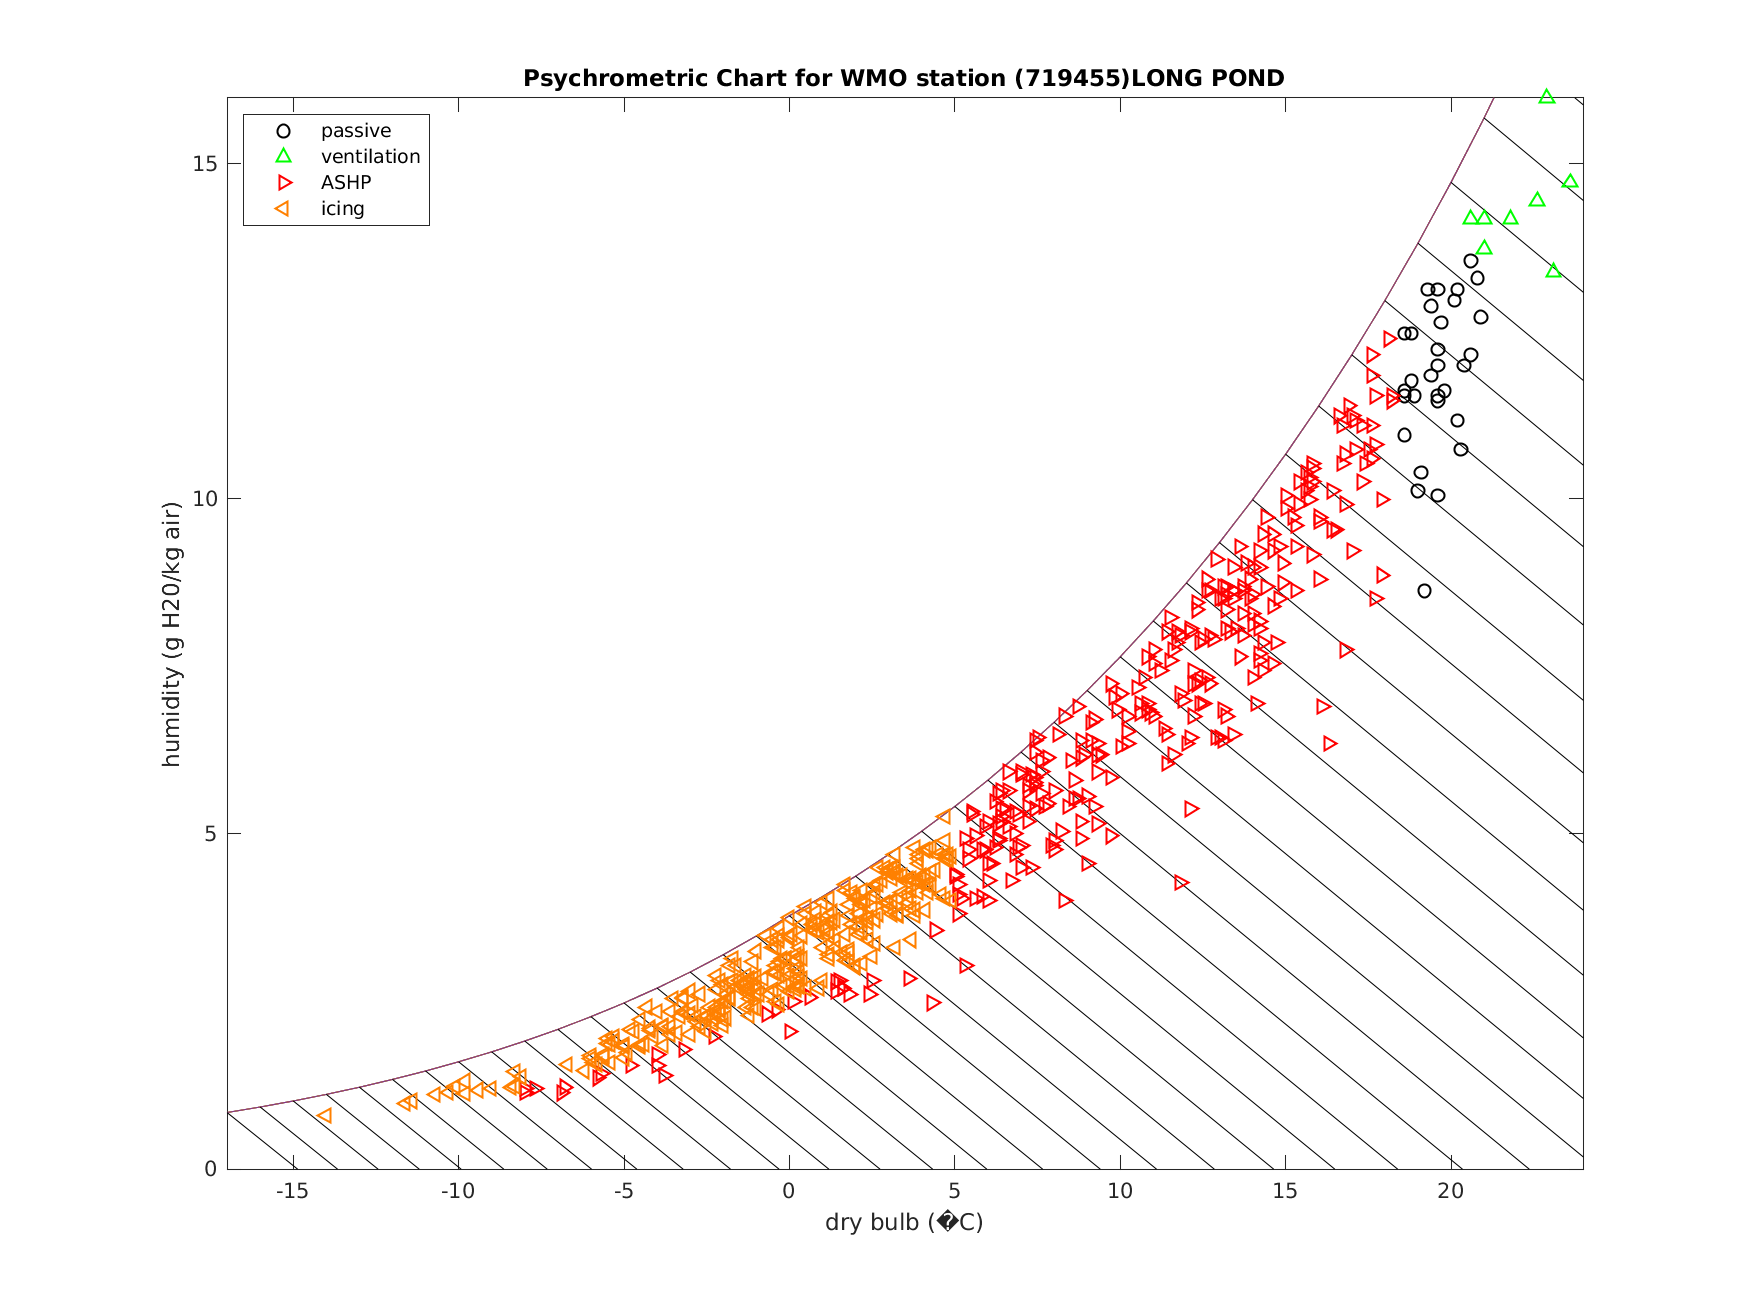 Psychrometric Chart for WMO station (719455)LONG POND
passive
ventilation
ASHP
icing
15
10
5
0
humidity (g H20/kg air)
-15 -10 -5 0 5 10 15 20
dry bulb (�C)